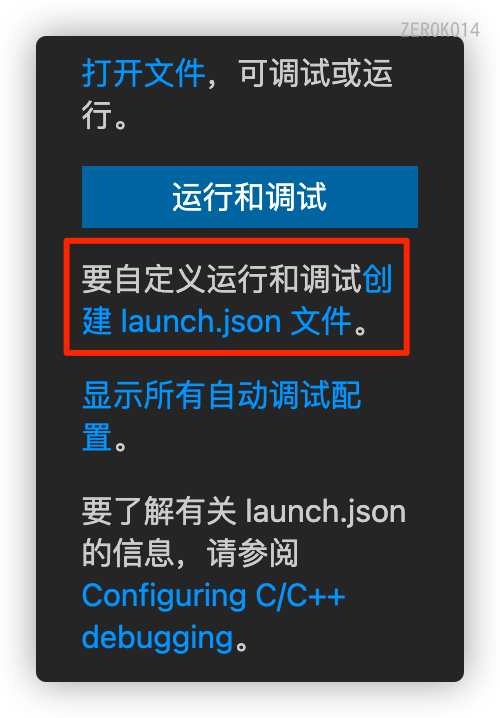 ZEROKO14
打开文件，可调试或运
行。
运行和调试
要自定义运行和调试创
建 launch.json 文件。
显示所有自动调试配
置。
要了解有关 launch.json
的信息，请参阅
Configuring C/C++
debugging。